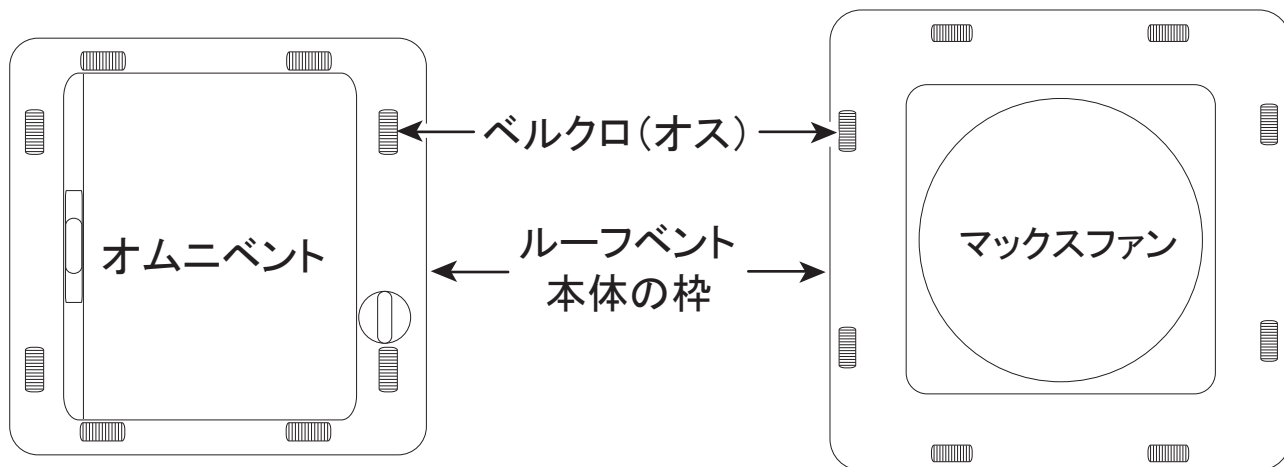 ベルクロ（オス）
オムニベント
ルーフベント
本体の枠
マックスファン